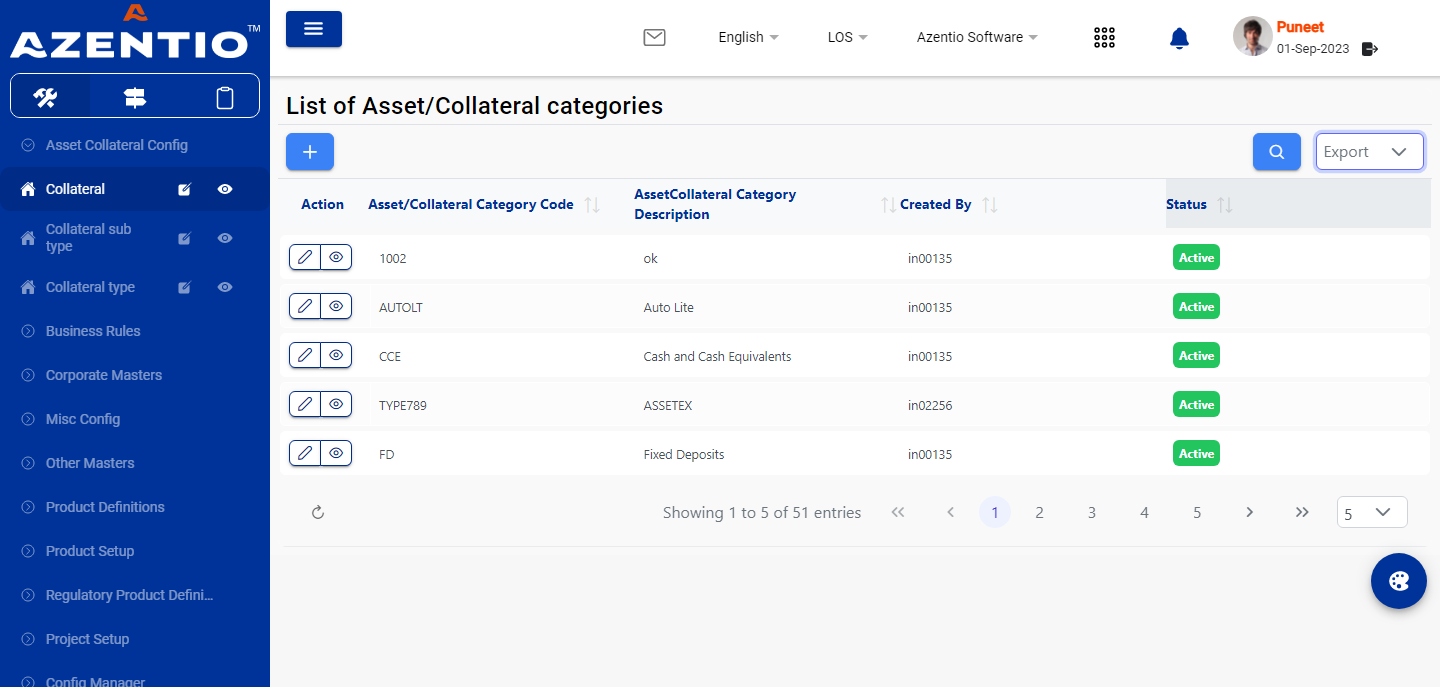 AZENTIO™
English
LOS
Azentio Software
Puneet
01-Sep-2023
Asset Collateral Config
Collateral
Collateral sub
type
Collateral type
Business Rules
Corporate Masters
Misc Config
Other Masters
Product Definitions
Product Setup
Regulatory Product Defini...
Project Setup
Config Manager
List of Asset/Collateral categories
Export
Action Asset/Collateral Category Code AssetCollateral Category Description Created By Status
1002 ok in00135 Active
AUTOLT Auto Lite in00135 Active
CCE Cash and Cash Equivalents in00135 Active
TYPE789 ASSETEX in02256 Active
FD Fixed Deposits in00135 Active
Showing 1 to 5 of 51 entries 1 2 3 4 5 5